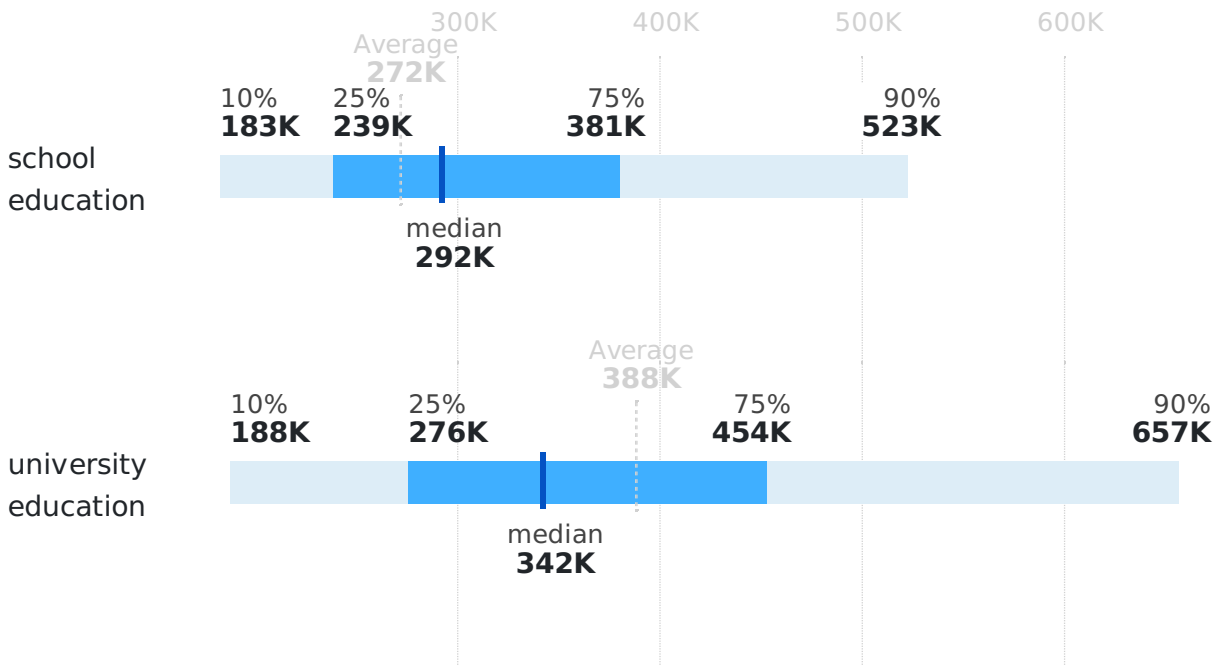 300K 400K 500K 600K
Average
272K
10% 25% 75% 90%
183K 239K 381K 523K
school
education
median
292K
Average
388K
10% 25% 75% 90%
188K 276K 454K 657K
university
education
median
342K